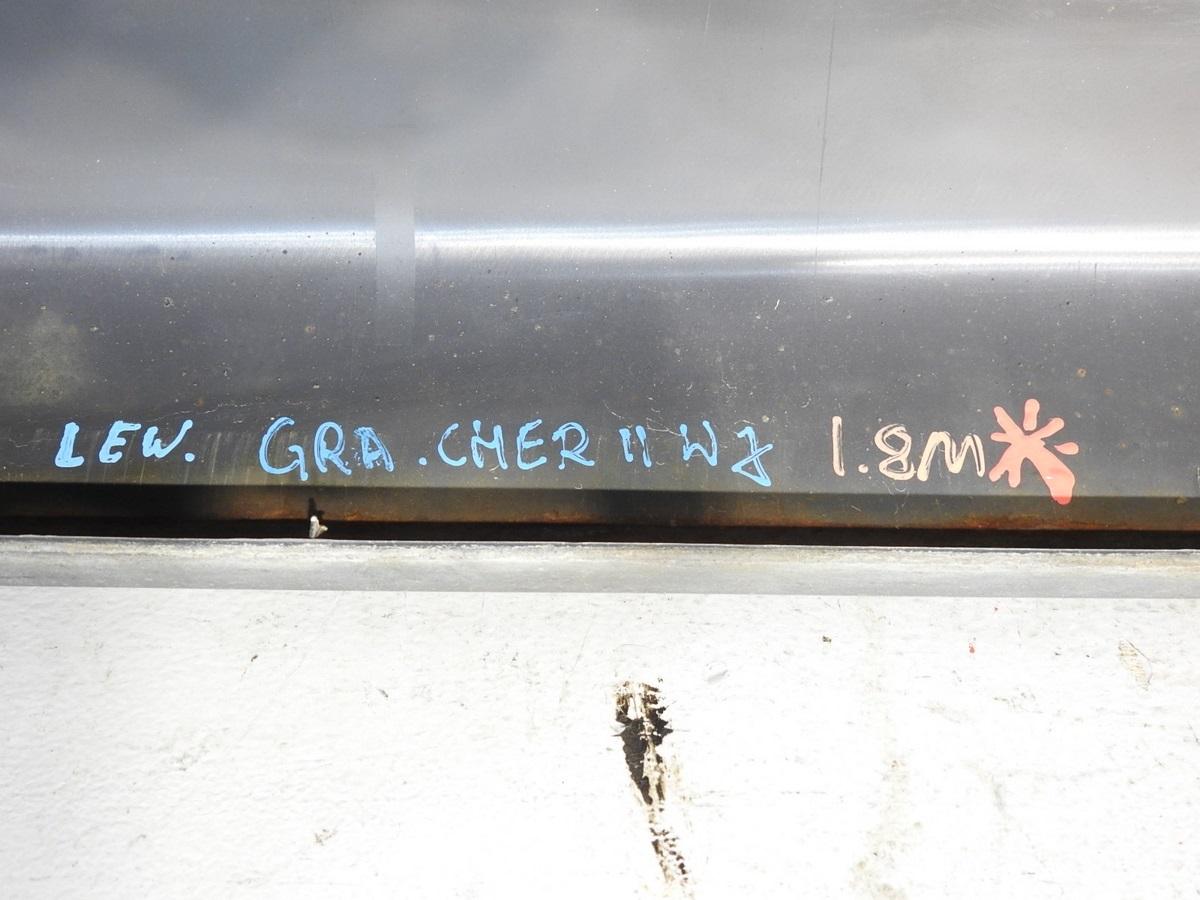 LEW. GRA.CHER II WJ 1.8M*